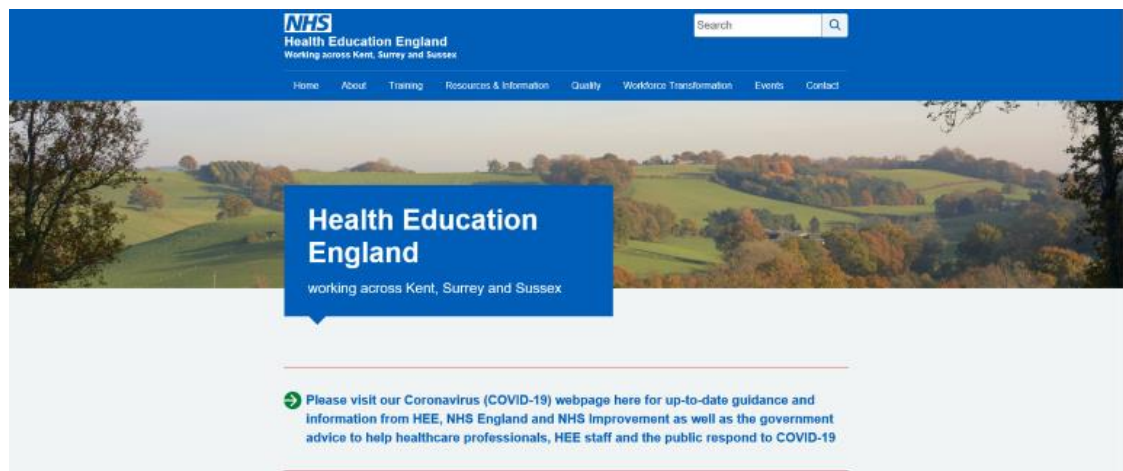 NHS
Health Education England
Working across Kent, Surrey and Sussex
Search
Home About Training Resources & Information Quality Workforce Transformation Events Contact
Health Education
England
working across Kent, Surrey and Sussex
Please visit our Coronavirus (COVID-19) webpage here for up-to-date guidance and
information from HEE, NHS England and NHS Improvement as well as the government
advice to help healthcare professionals, HEE staff and the public respond to COVID-19